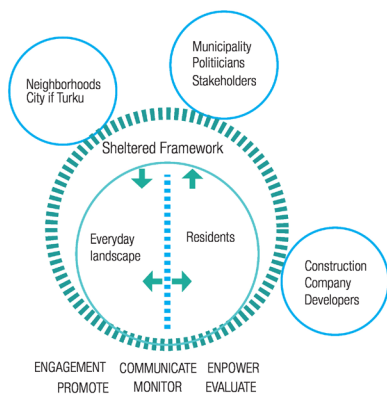 Municipality
Politiicians
Stakeholders
Neighborhoods
City if Turku
Sheltered Framework
Everyday
landscape
Residents
Construction
Company
Developers
ENGAGEMENT COMMUNICATE ENPOWER
PROMOTE MONITOR EVALUATE